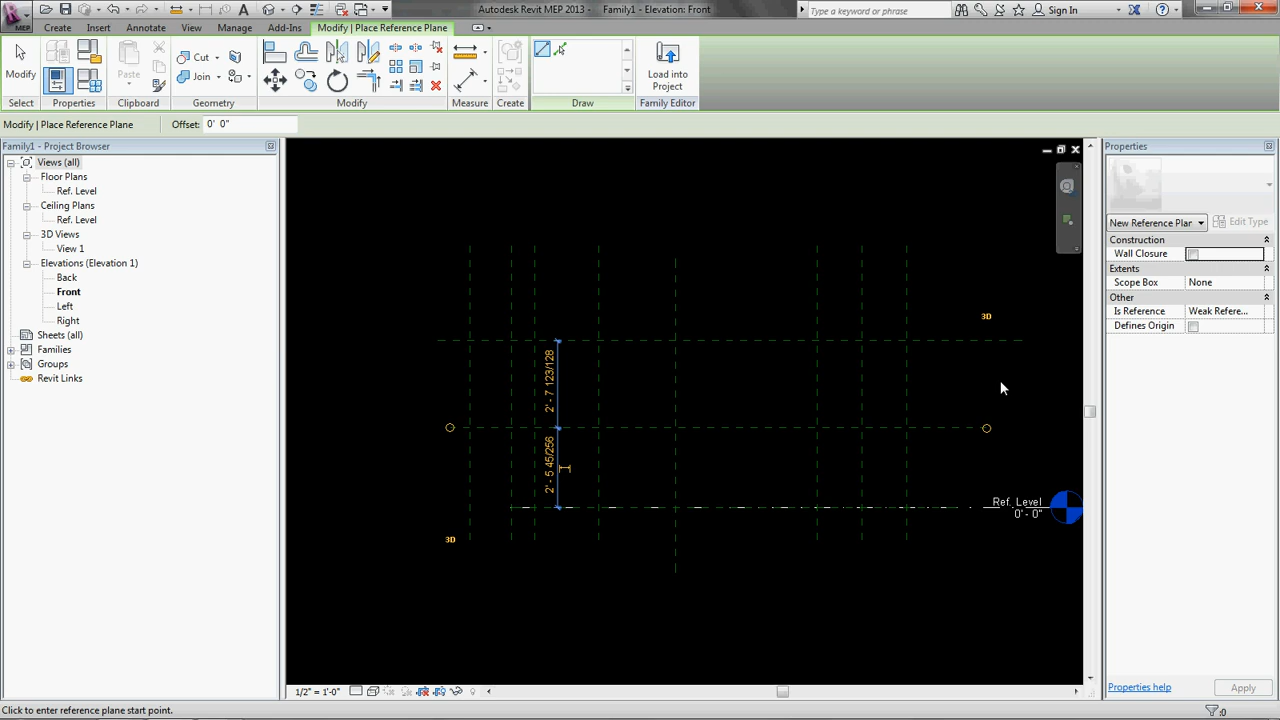 Autodesk Revit MEP 2013 - Family1 - Elevation: Front
Type a keyword or phrase
Sign In
MEP
Create
Insert
Annotate
View
Manage
Add-Ins
Modify | Place Reference Plane
Modify
Paste
Cut
Join
Load into
Project
Select
Properties
Clipboard
Geometry
Modify
Measure
Create
Draw
Family Editor
Modify | Place Reference Plane
Offset: 0' 0"
Family1 - Project Browser
Views (all)
Floor Plans
Ref. Level
Ceiling Plans
Ref. Level
3D Views
View 1
Elevations (Elevation 1)
Back
Front
Left
Right
Sheets (all)
Families
Groups
Revit Links
2' - 7 123/128
2' - 5 45/256
3D
3D
Ref. Level
0' - 0"
Properties
New Reference Plar
Edit Type
Construction
Wall Closure
Extents
Scope Box None
Other
Is Reference Weak Refere...
Defines Origin
Properties help
Apply
1/2" = 1'-0"
Click to enter reference plane start point.
:0